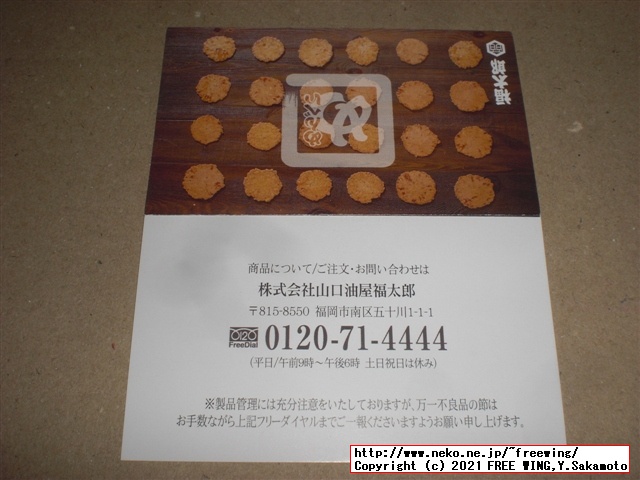 福太郎
め
めんべい
商品について/ご注文・お問い合わせは
株式会社山口油屋福太郎
〒815-8550 福岡市南区五十川1-1-1
0120 FreeDial 0120-71-4444
(平日/午前9時～午後6時 土日祝日は休み)
※製品管理には充分注意をいたしておりますが、万一不良品の節は
お手数ながら上記フリーダイヤルまでご一報くださいますようお願い申し上げます。
http://www.neko.ne.jp/~freewing/
Copyright (c) 2021 FREE WING,Y.Sakamoto